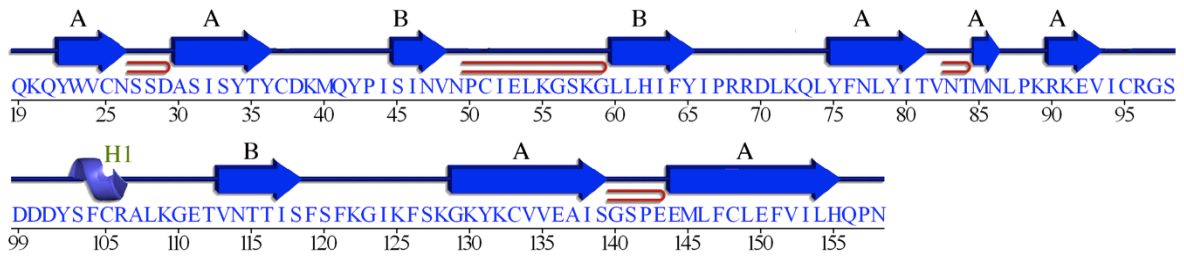 A A B B A A A
QKQYWVCNSSDASISYTYCDKMQYPISINVNPCIELKGSKGLLHIFYIPRRDLKQLYFNLYITVNTMNLPKRKEVICRGS
19 25 30 35 40 45 50 55 60 65 70 75 80 85 90 95
H1 B A A
DDDYSFCRALKGETVNTTISFSFKGIKFSKGKYKCVVEAISGSPEEMLFCLEFVILHQPN
99 105 110 115 120 125 130 135 140 145 150 155